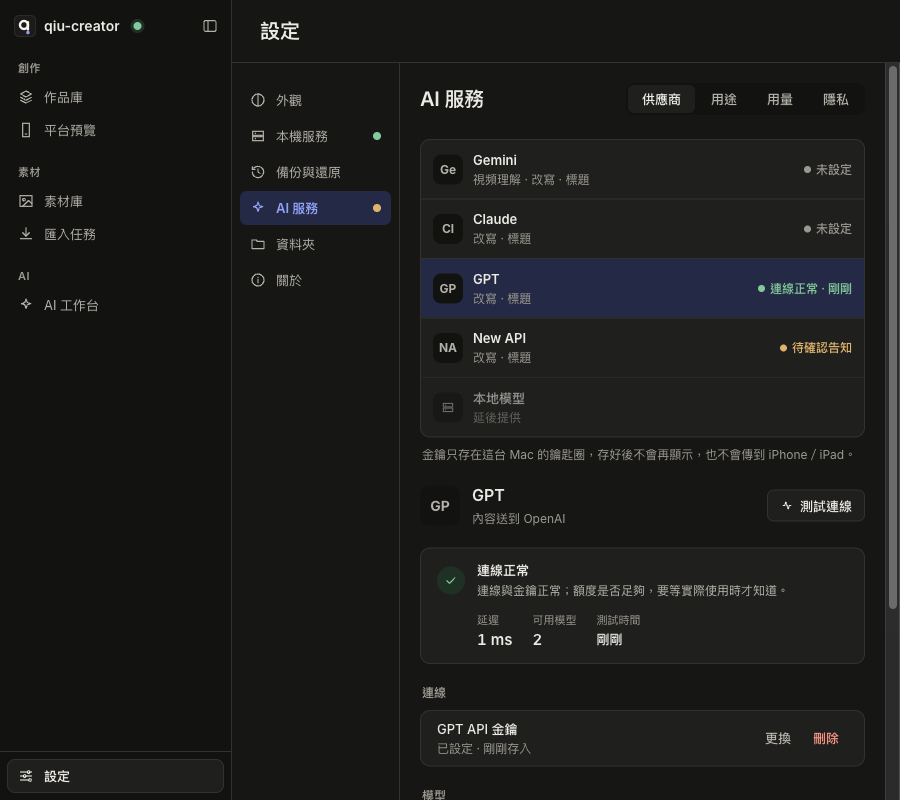 qiu-creator
創作
作品庫
平台預覽
素材
素材庫
匯入任務
AI
AI 工作台
設定
設定
外觀
本機服務
備份與還原
AI 服務
資料夾
關於
AI 服務
供應商
用途
用量
隱私
Ge
Gemini
視頻理解 · 改寫 · 標題
未設定
Cl
Claude
改寫 · 標題
未設定
GP
GPT
改寫 · 標題
連線正常 · 剛剛
NA
New API
改寫 · 標題
待確認告知
本地模型
延後提供
金鑰只存在這台 Mac 的鑰匙圈，存好後不會再顯示，也不會傳到 iPhone / iPad。
GP
GPT
內容送到 OpenAI
測試連線
連線正常
連線與金鑰正常；額度是否足夠，要等實際使用時才知道。
延遲
可用模型
測試時間
1 ms
2
剛剛
連線
GPT API 金鑰
已設定 · 剛剛存入
更換
刪除
模型